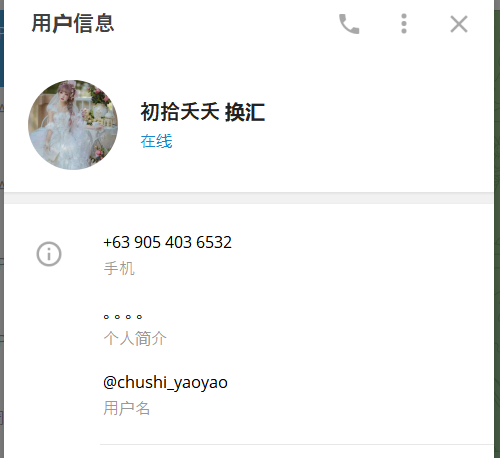 用户信息
初拾夭夭 换汇
在线
+63 905 403 6532
手机
。。。。
个人简介
@chushi_yaoyao
用户名